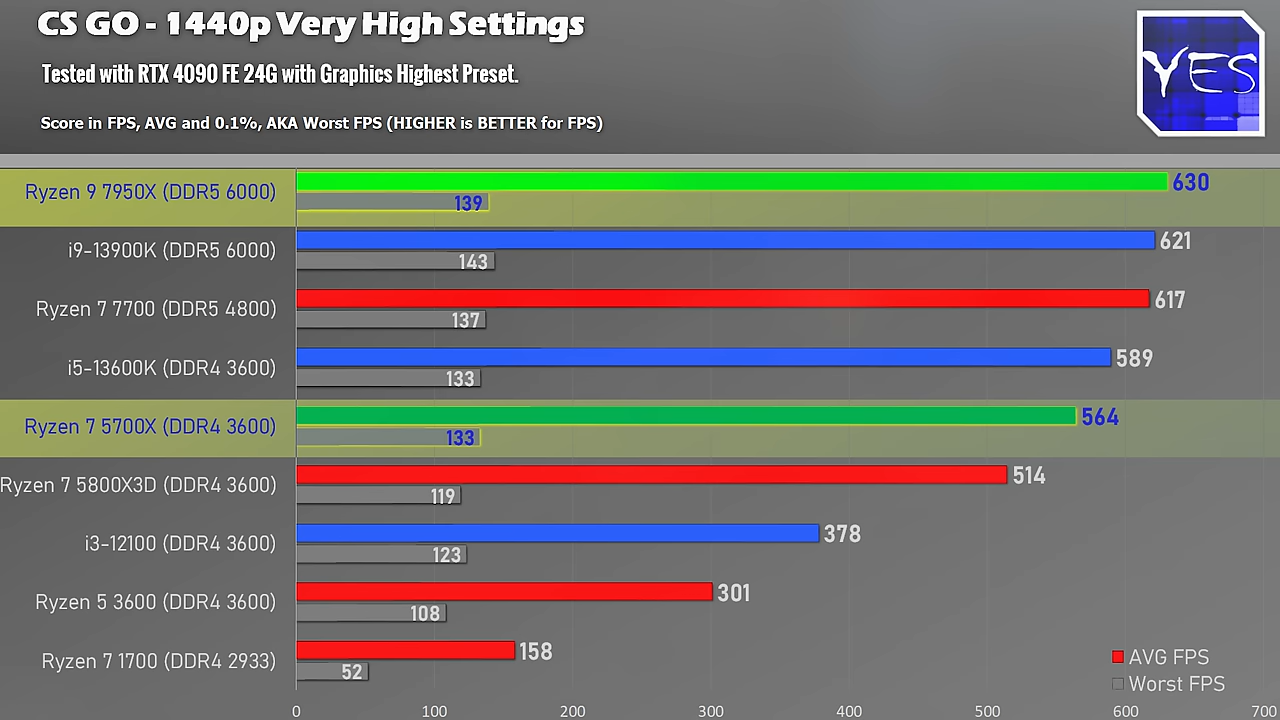 CS GO - 1440p Very High Settings
Tested with RTX 4090 FE 24G with Graphics Highest Preset.
Score in FPS, AVG and 0.1%, AKA Worst FPS (HIGHER is BETTER for FPS)
YES
Ryzen 9 7950X (DDR5 6000)
630
139
i9-13900K (DDR5 6000)
621
143
Ryzen 7 7700 (DDR5 4800)
617
137
i5-13600K (DDR4 3600)
589
133
Ryzen 7 5700X (DDR4 3600)
564
133
Ryzen 7 5800X3D (DDR4 3600)
514
119
i3-12100 (DDR4 3600)
378
123
Ryzen 5 3600 (DDR4 3600)
301
108
Ryzen 7 1700 (DDR4 2933)
158
52
AVG FPS
Worst FPS
0 100 200 300 400 500 600 700